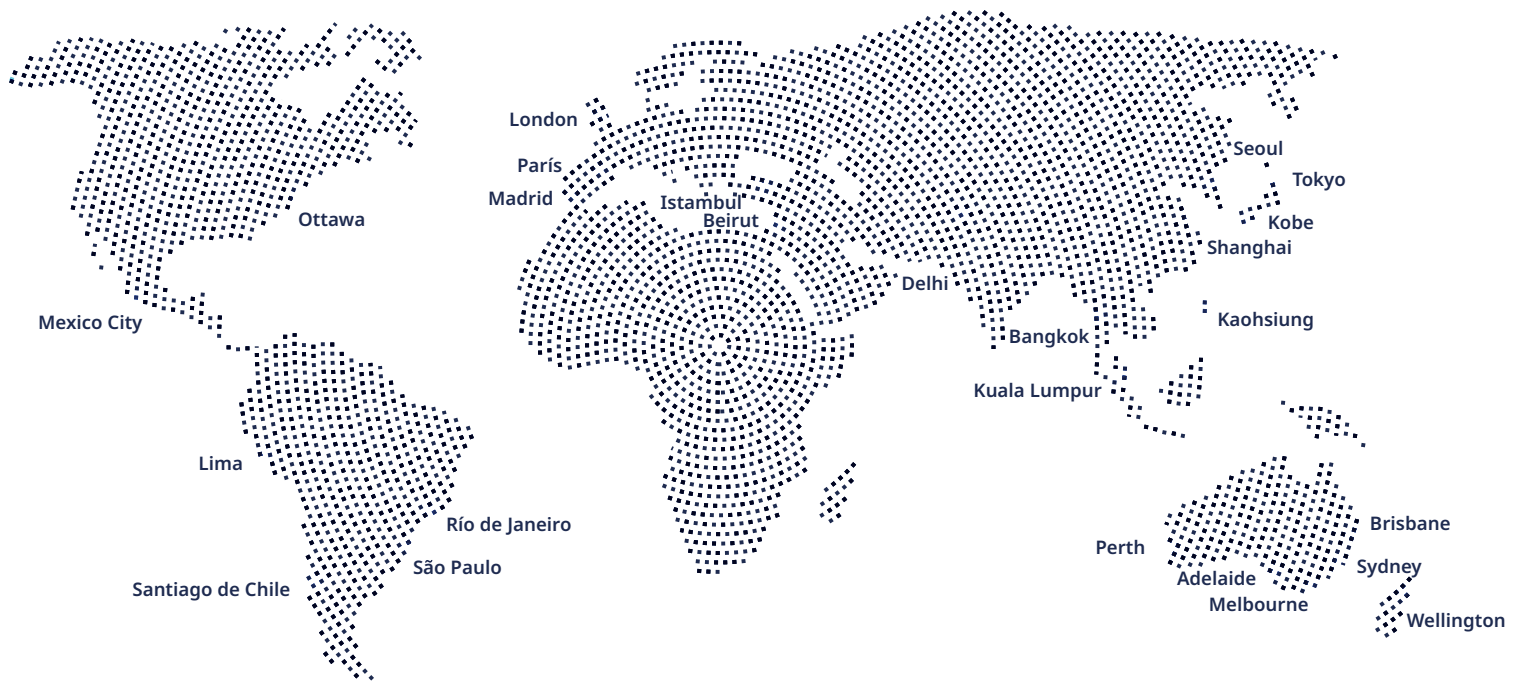 London
Seoul
París
Tokyo
Madrid
Istambul
Ottawa
Beirut
Kobe
Shanghai
Delhi
Mexico City
Kaohsiung
Bangkok
Kuala Lumpur
Lima
Río de Janeiro
Brisbane
Perth
São Paulo
Sydney
Adelaide
Santiago de Chile
Melbourne
Wellington